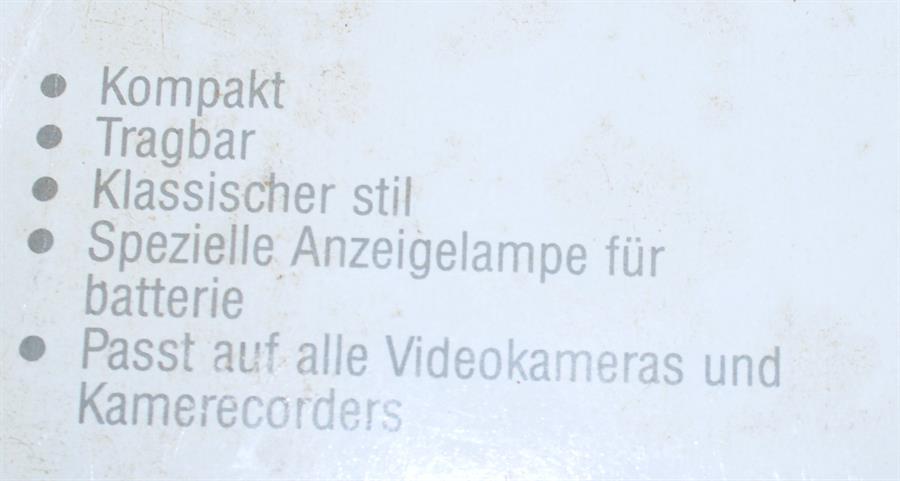 ● Kompakt
● Tragbar
● Klassischer stil
● Spezielle Anzeigelampe für
batterie
● Passt auf alle Videokameras und
Kamerecorders